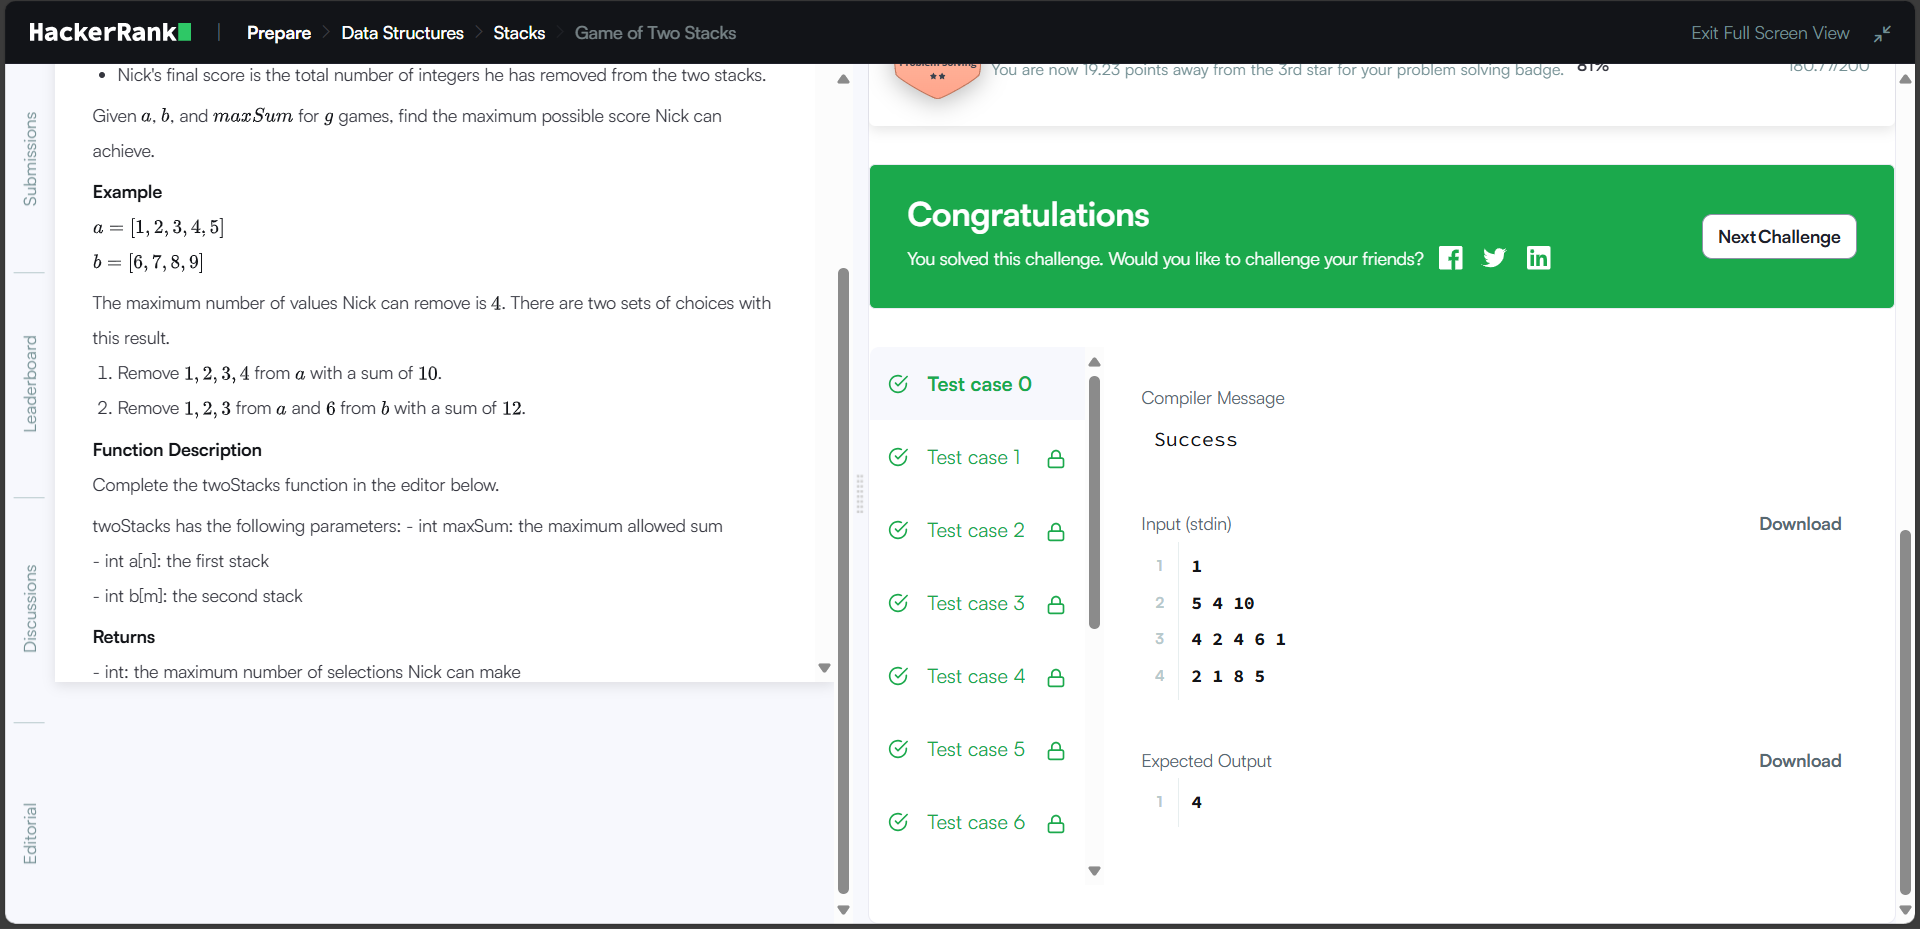 HackerRank
Prepare
Data Structures
Stacks
Game of Two Stacks
Exit Full Screen View
Submissions
Leaderboard
Discussions
Editorial
• Nick's final score is the total number of integers he has removed from the two stacks.
Given a, b, and maxSum for g games, find the maximum possible score Nick can
achieve.
Example
a = [1, 2, 3, 4, 5]
b = [6, 7, 8, 9]
The maximum number of values Nick can remove is 4. There are two sets of choices with
this result.
1. Remove 1, 2, 3, 4 from a with a sum of 10.
2. Remove 1, 2, 3 from a and 6 from b with a sum of 12.
Function Description
Complete the twoStacks function in the editor below.
twoStacks has the following parameters: - int maxSum: the maximum allowed sum
- int a[n]: the first stack
- int b[m]: the second stack
Returns
- int: the maximum number of selections Nick can make
Problem Solving
You are now 19.23 points away from the 3rd star for your problem solving badge.
81%
180.77/200
Congratulations
You solved this challenge. Would you like to challenge your friends?
Next Challenge
Test case 0
Test case 1
Test case 2
Test case 3
Test case 4
Test case 5
Test case 6
Compiler Message
Success
Input (stdin)
Download
1 1
2 5 4 10
3 4 2 4 6 1
4 2 1 8 5
Expected Output
Download
1 4